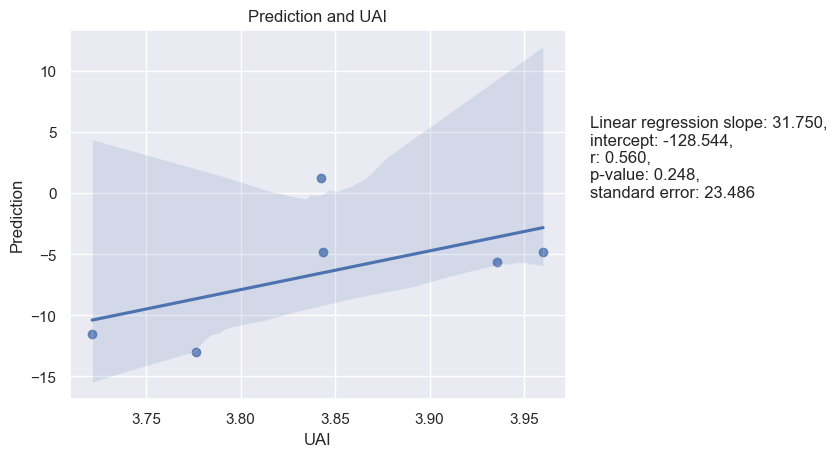 Prediction and UAI
10
5
0
−5
−10
−15
Prediction
3.75
3.80
3.85
3.90
3.95
UAI
Linear regression slope: 31.750,
intercept: -128.544,
r: 0.560,
p-value: 0.248,
standard error: 23.486